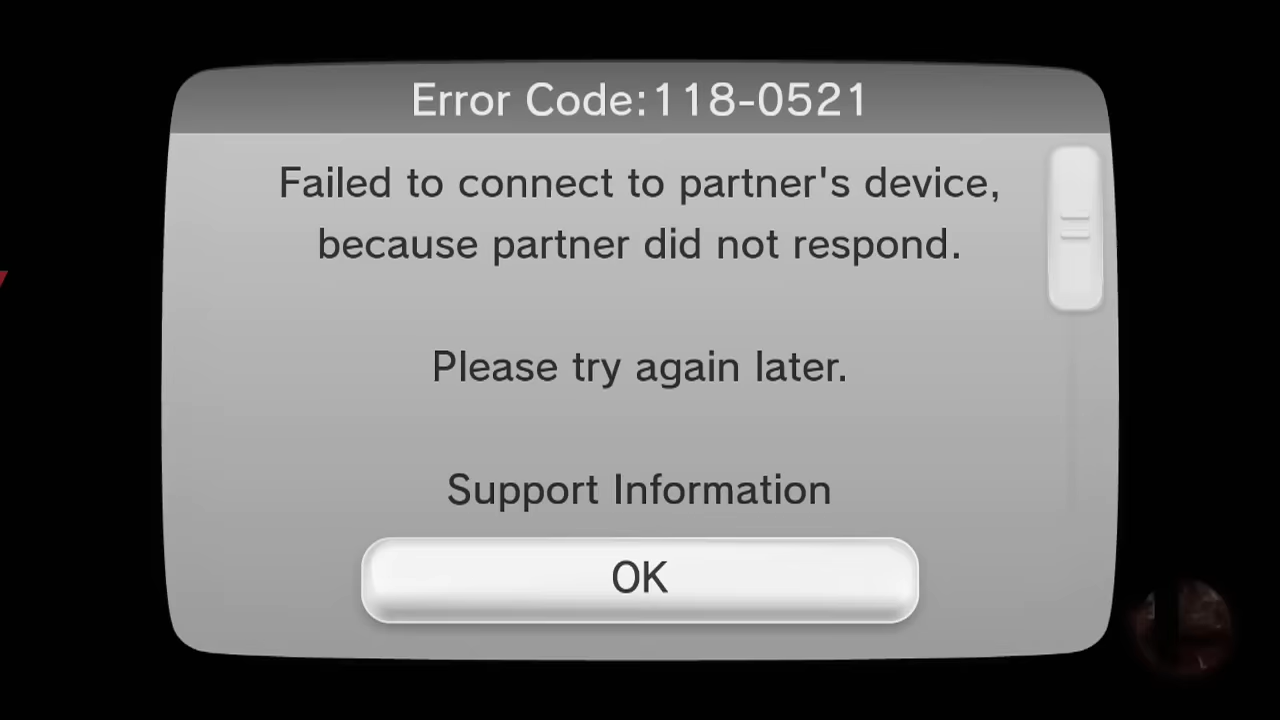 Error Code:118-0521
Failed to connect to partner's device,
because partner did not respond.
Please try again later.
Support Information
OK